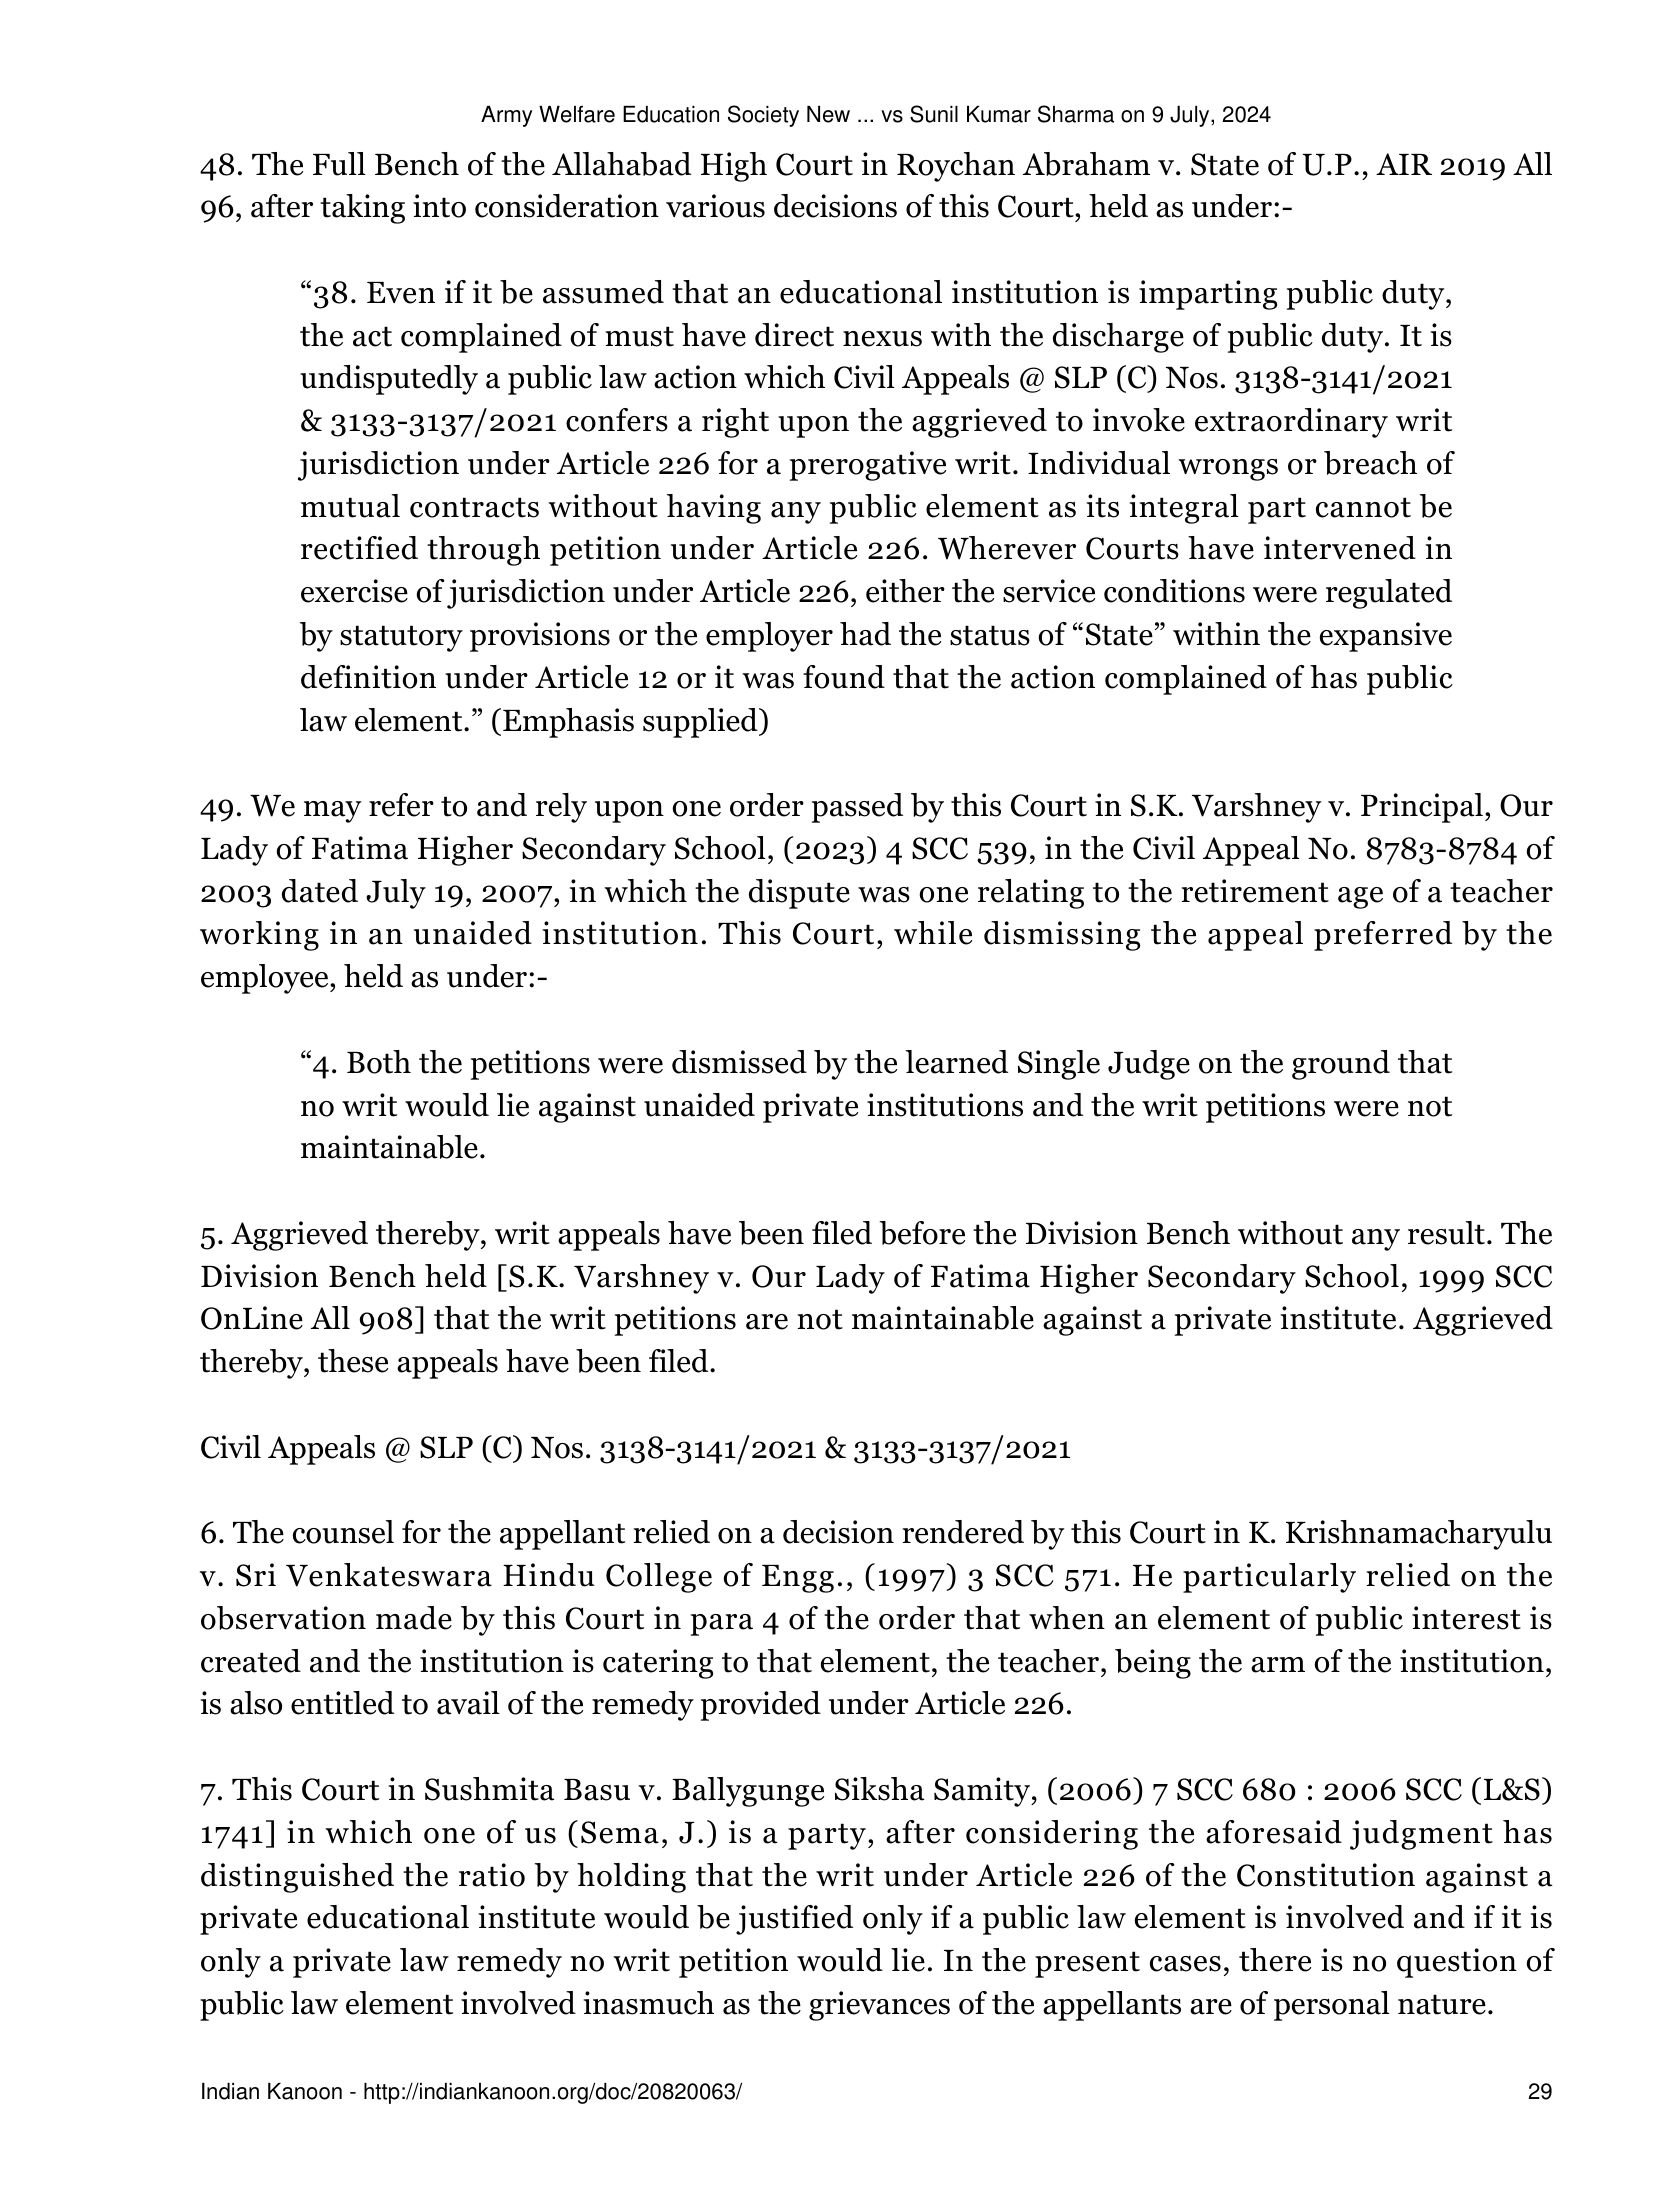 Army Welfare Education Society New ... vs Sunil Kumar Sharma on 9 July, 2024
48. The Full Bench of the Allahabad High Court in Roychan Abraham v. State of U.P., AIR 2019 All
96, after taking into consideration various decisions of this Court, held as under:-
“38. Even if it be assumed that an educational institution is imparting public duty,
the act complained of must have direct nexus with the discharge of public duty. It is
undisputedly a public law action which Civil Appeals @ SLP (C) Nos. 3138-3141/2021
& 3133-3137/2021 confers a right upon the aggrieved to invoke extraordinary writ
jurisdiction under Article 226 for a prerogative writ. Individual wrongs or breach of
mutual contracts without having any public element as its integral part cannot be
rectified through petition under Article 226. Wherever Courts have intervened in
exercise of jurisdiction under Article 226, either the service conditions were regulated
by statutory provisions or the employer had the status of “State” within the expansive
definition under Article 12 or it was found that the action complained of has public
law element.” (Emphasis supplied)
49. We may refer to and rely upon one order passed by this Court in S.K. Varshney v. Principal, Our
Lady of Fatima Higher Secondary School, (2023) 4 SCC 539, in the Civil Appeal No. 8783-8784 of
2003 dated July 19, 2007, in which the dispute was one relating to the retirement age of a teacher
working in an unaided institution. This Court, while dismissing the appeal preferred by the
employee, held as under:-
“4. Both the petitions were dismissed by the learned Single Judge on the ground that
no writ would lie against unaided private institutions and the writ petitions were not
maintainable.
5. Aggrieved thereby, writ appeals have been filed before the Division Bench without any result. The
Division Bench held [S.K. Varshney v. Our Lady of Fatima Higher Secondary School, 1999 SCC
OnLine All 908] that the writ petitions are not maintainable against a private institute. Aggrieved
thereby, these appeals have been filed.
Civil Appeals @ SLP (C) Nos. 3138-3141/2021 & 3133-3137/2021
6. The counsel for the appellant relied on a decision rendered by this Court in K. Krishnamacharyulu
v. Sri Venkateswara Hindu College of Engg., (1997) 3 SCC 571. He particularly relied on the
observation made by this Court in para 4 of the order that when an element of public interest is
created and the institution is catering to that element, the teacher, being the arm of the institution,
is also entitled to avail of the remedy provided under Article 226.
7. This Court in Sushmita Basu v. Ballygunge Siksha Samity, (2006) 7 SCC 680 : 2006 SCC (L&S)
1741] in which one of us (Sema, J.) is a party, after considering the aforesaid judgment has
distinguished the ratio by holding that the writ under Article 226 of the Constitution against a
private educational institute would be justified only if a public law element is involved and if it is
only a private law remedy no writ petition would lie. In the present cases, there is no question of
public law element involved inasmuch as the grievances of the appellants are of personal nature.
Indian Kanoon - http://indiankanoon.org/doc/20820063/ 29